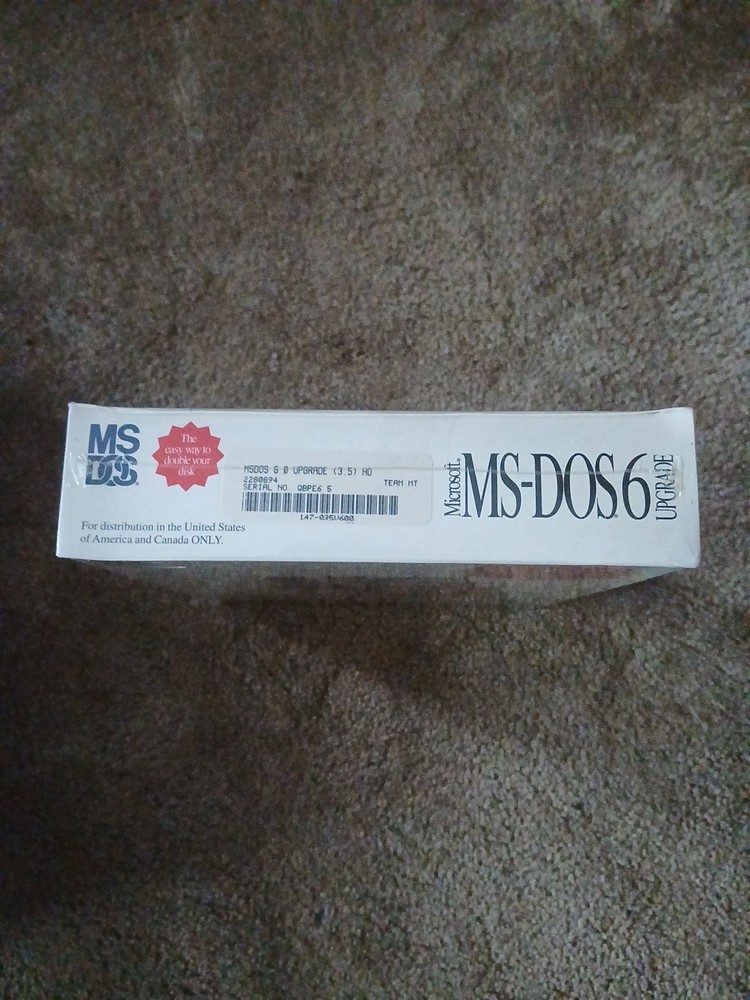 MS
DOS
The
easy way to
double your
disk
MSDOS 6 0 UPGRADE (3.5) HD
2280894
TEAM MT
SERIAL NO. QBPE6 5
147-095V600
For distribution in the United States
of America and Canada ONLY.
Microsoft®
MS-DOS 6
UPGRADE